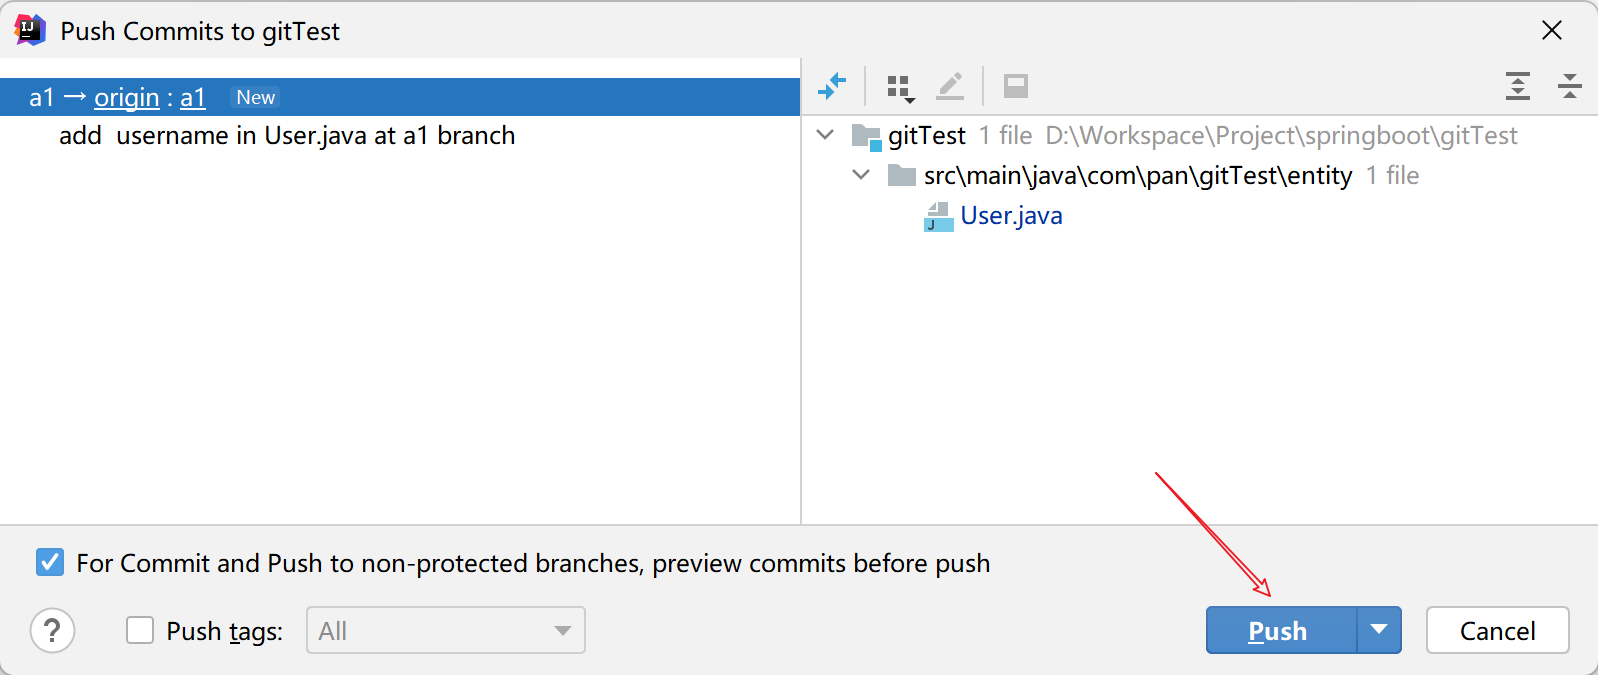 Push Commits to gitTest
a1 → origin : a1 New
add  username in User.java at a1 branch
gitTest 1 file D:\Workspace\Project\springboot\gitTest
src\main\java\com\pan\gitTest\entity 1 file
User.java
For Commit and Push to non-protected branches, preview commits before push
? Push tags: All Push Cancel